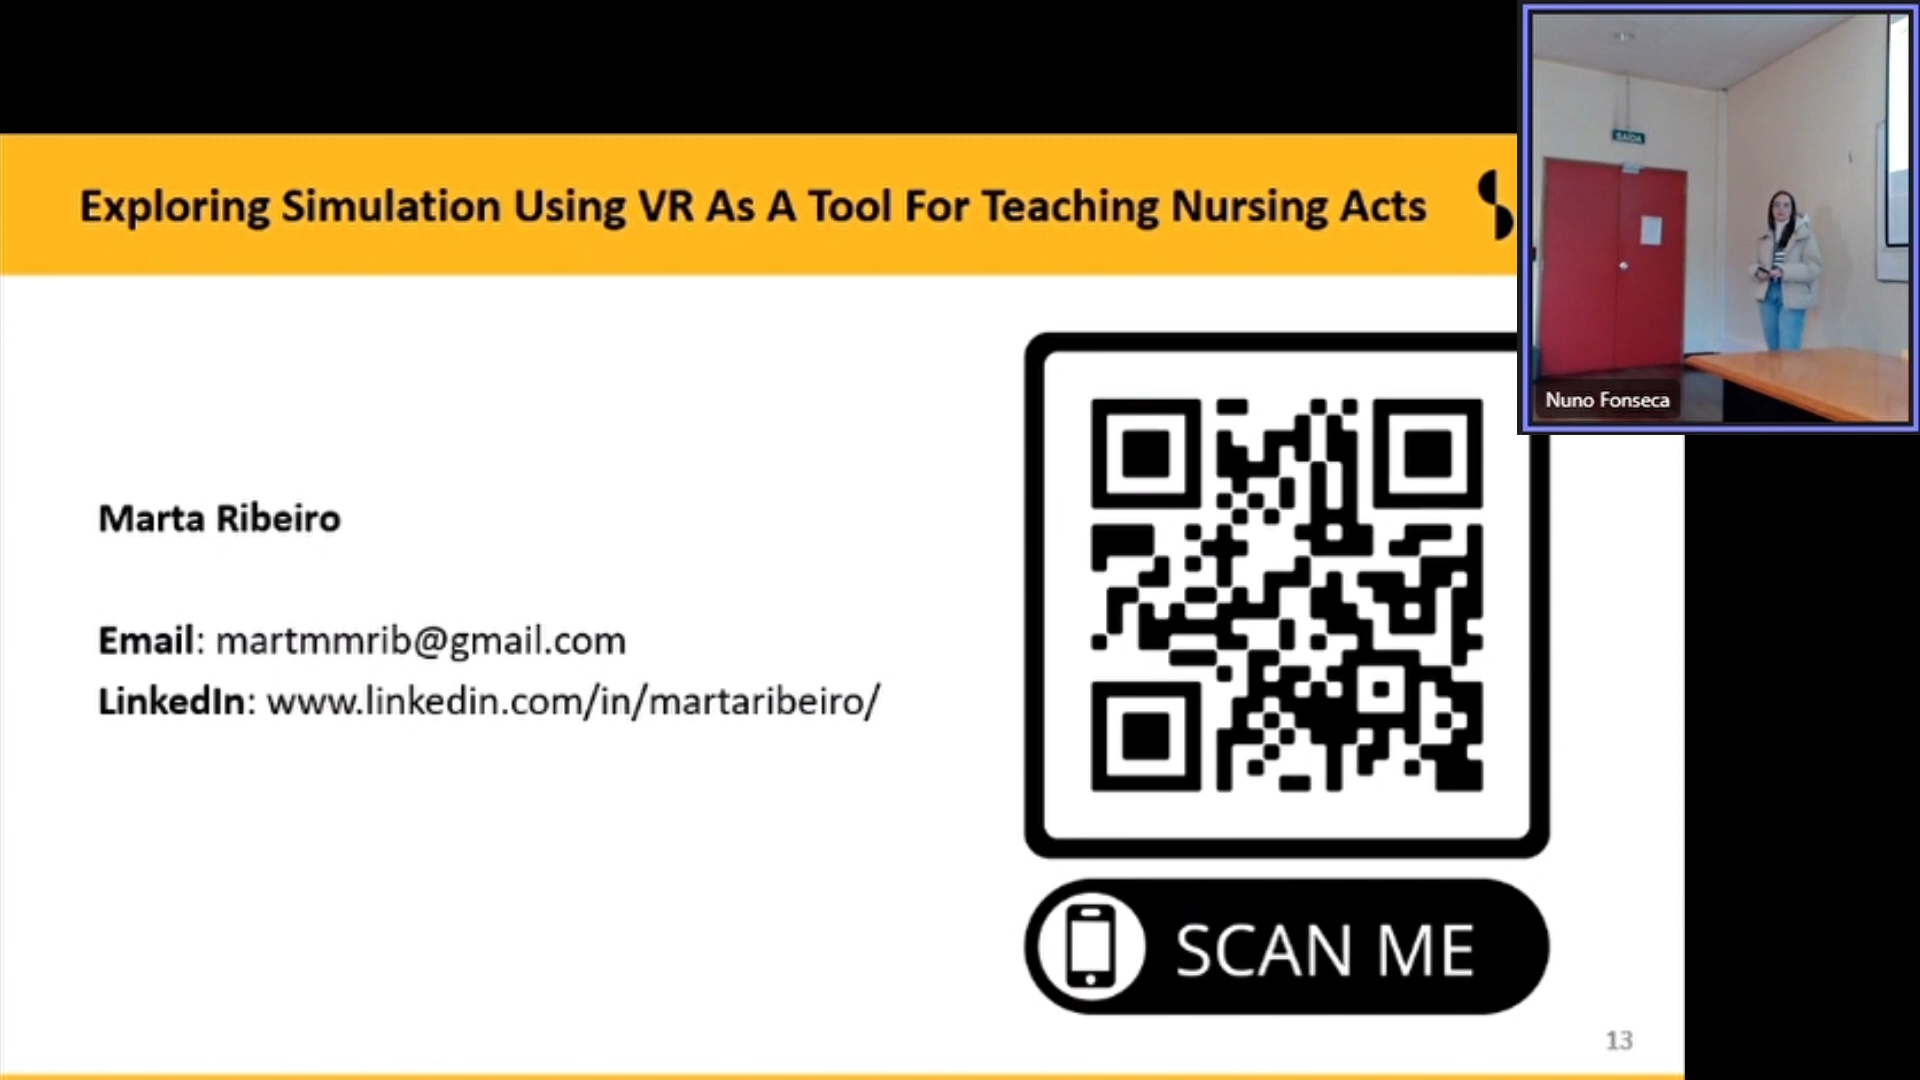 Exploring Simulation Using VR As A Tool For Teaching Nursing Acts
SAÍDA
Nuno Fonseca
Marta Ribeiro
Email: martmmrib@gmail.com
LinkedIn: www.linkedin.com/in/martaribeiro/
SCAN ME
13